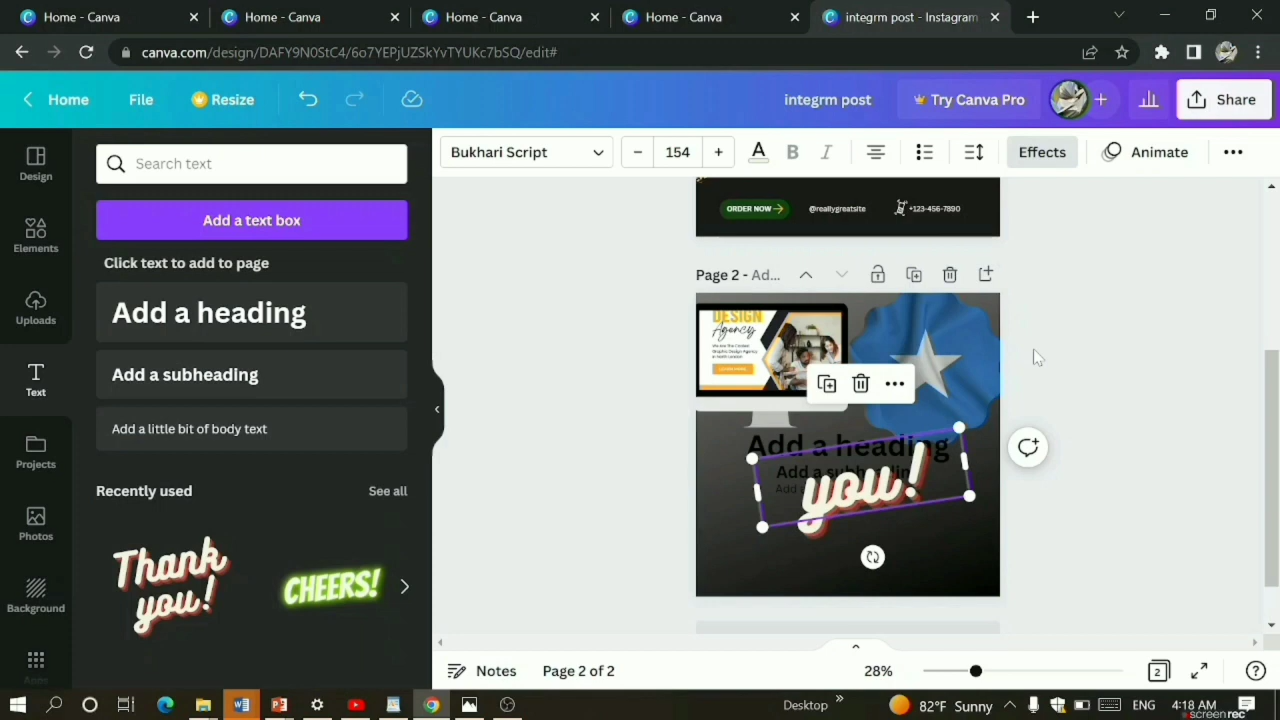 Home - Canva
Home - Canva
Home - Canva
Home - Canva
integrm post - Instagram
canva.com/design/DAFY9N0StC4/6o7YEPjUZSkYvTYUKc7bSQ/edit#
Home
File
Resize
integrm post
Try Canva Pro
Share
Design
Elements
Uploads
Text
Projects
Photos
Background
Apps
Search text
Add a text box
Click text to add to page
Add a heading
Add a subheading
Add a little bit of body text
Recently used
See all
Thank
you!
CHEERS!
Bukhari Script
154
A
B
I
Effects
Animate
ORDER NOW
@reallygreatsite
+123-456-7890
Page 2 - Ad...
DESIGN
Agency
Add a heading
Add a
you!
Notes
Page 2 of 2
28%
2
Desktop
82°F Sunny
ENG
4:18 AM
screenrec